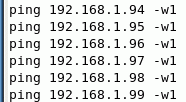 ping 192.168.1.94 -w1
ping 192.168.1.95 -w1
ping 192.168.1.96 -w1
ping 192.168.1.97 -w1
ping 192.168.1.98 -w1
ping 192.168.1.99 -w1